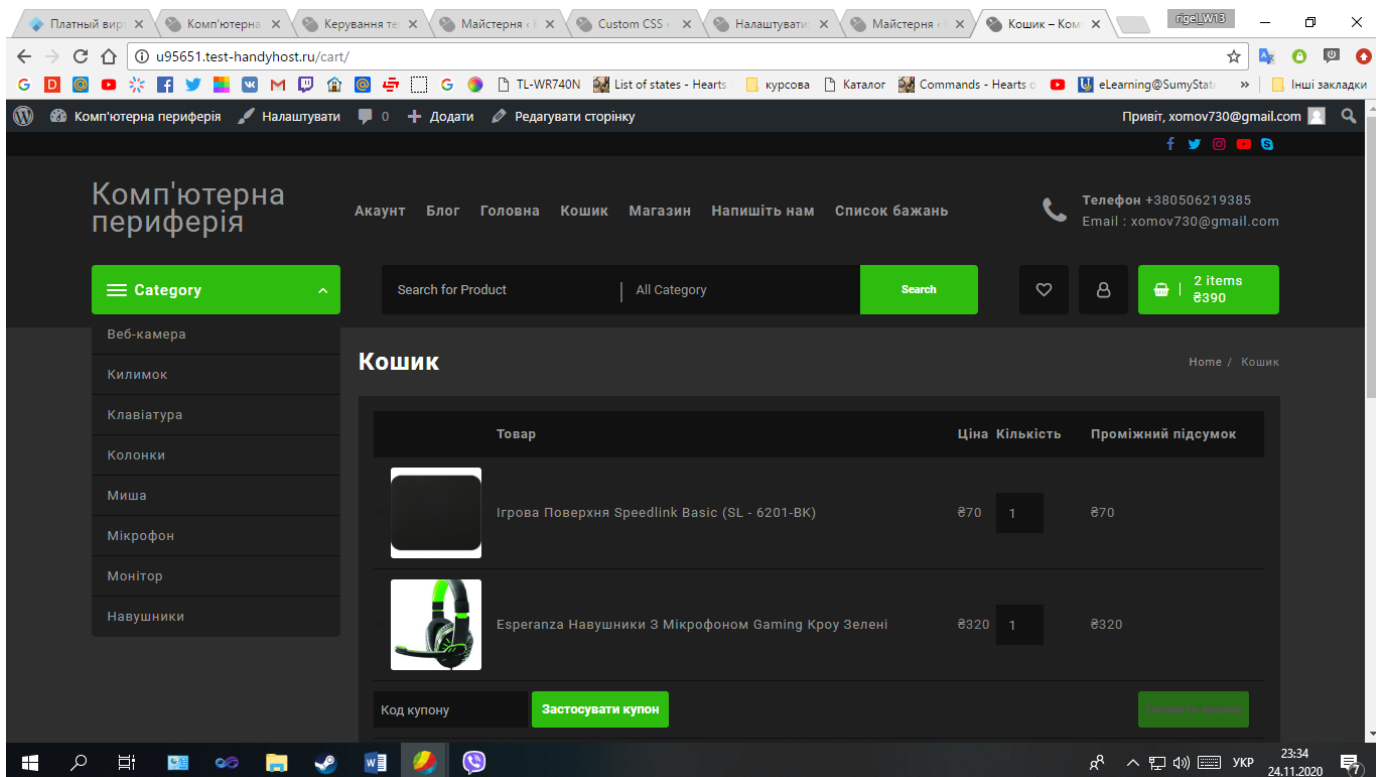 Платный вирт
Комп'ютерна
Керування те
Майстерня ‹
Custom CSS ‹
Налаштувати:
Майстерня ‹
Кошик – Ком
rigel_W13
u95651.test-handyhost.ru/cart/
TL-WR740N
List of states - Hearts
курсова
Каталог
Commands - Hearts o
eLearning@SumyStat
»
Інші закладки
Комп'ютерна периферія
Налаштувати
0
Додати
Редагувати сторінку
Привіт, xomov730@gmail.com
Комп'ютерна
периферія
Акаунт Блог Головна Кошик Магазин Напишіть нам Список бажань
Телефон +380506219385
Email : xomov730@gmail.com
Category
Search for Product
All Category
Search
2 items
₴390
Веб-камера
Килимок
Клавіатура
Колонки
Миша
Мікрофон
Монітор
Навушники
Кошик
Home / Кошик
Товар Ціна Кількість Проміжний підсумок
Ігрова Поверхня Speedlink Basic (SL - 6201-BK) ₴70 1 ₴70
Esperanza Навушники З Мікрофоном Gaming Кроу Зелені ₴320 1 ₴320
Код купону
Застосувати купон
УКР
23:34
24.11.2020